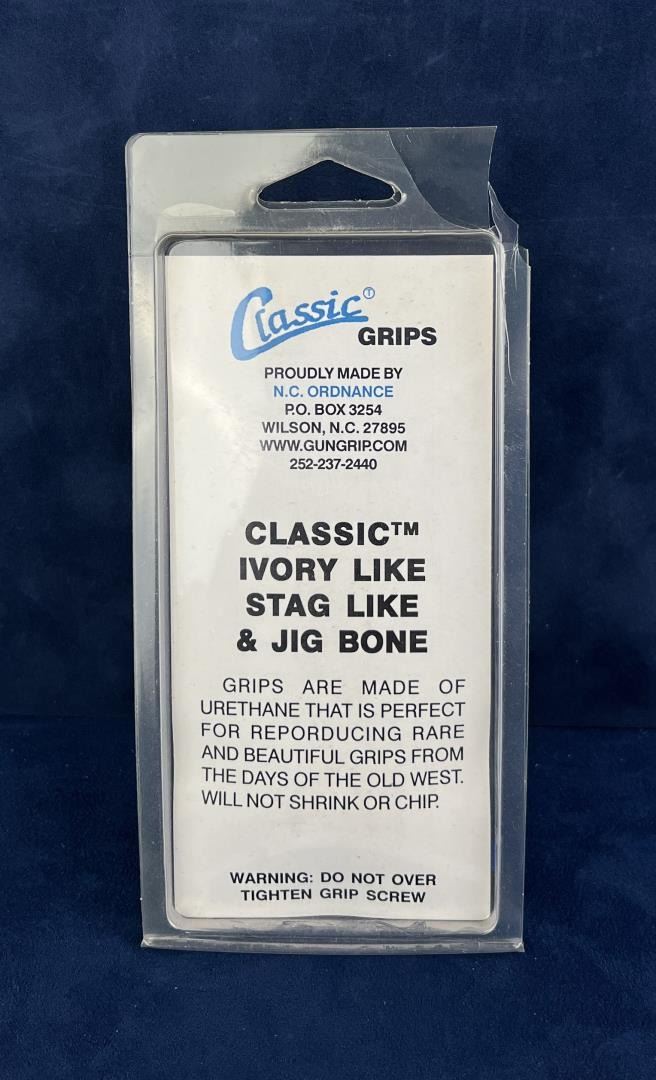 Classic® GRIPS
PROUDLY MADE BY
N.C. ORDNANCE
P.O. BOX 3254
WILSON, N.C. 27895
WWW.GUNGRIP.COM
252-237-2440
CLASSIC™
IVORY LIKE
STAG LIKE
& JIG BONE
GRIPS ARE MADE OF
URETHANE THAT IS PERFECT
FOR REPORDUCING RARE
AND BEAUTIFUL GRIPS FROM
THE DAYS OF THE OLD WEST.
WILL NOT SHRINK OR CHIP.
WARNING: DO NOT OVER
TIGHTEN GRIP SCREW